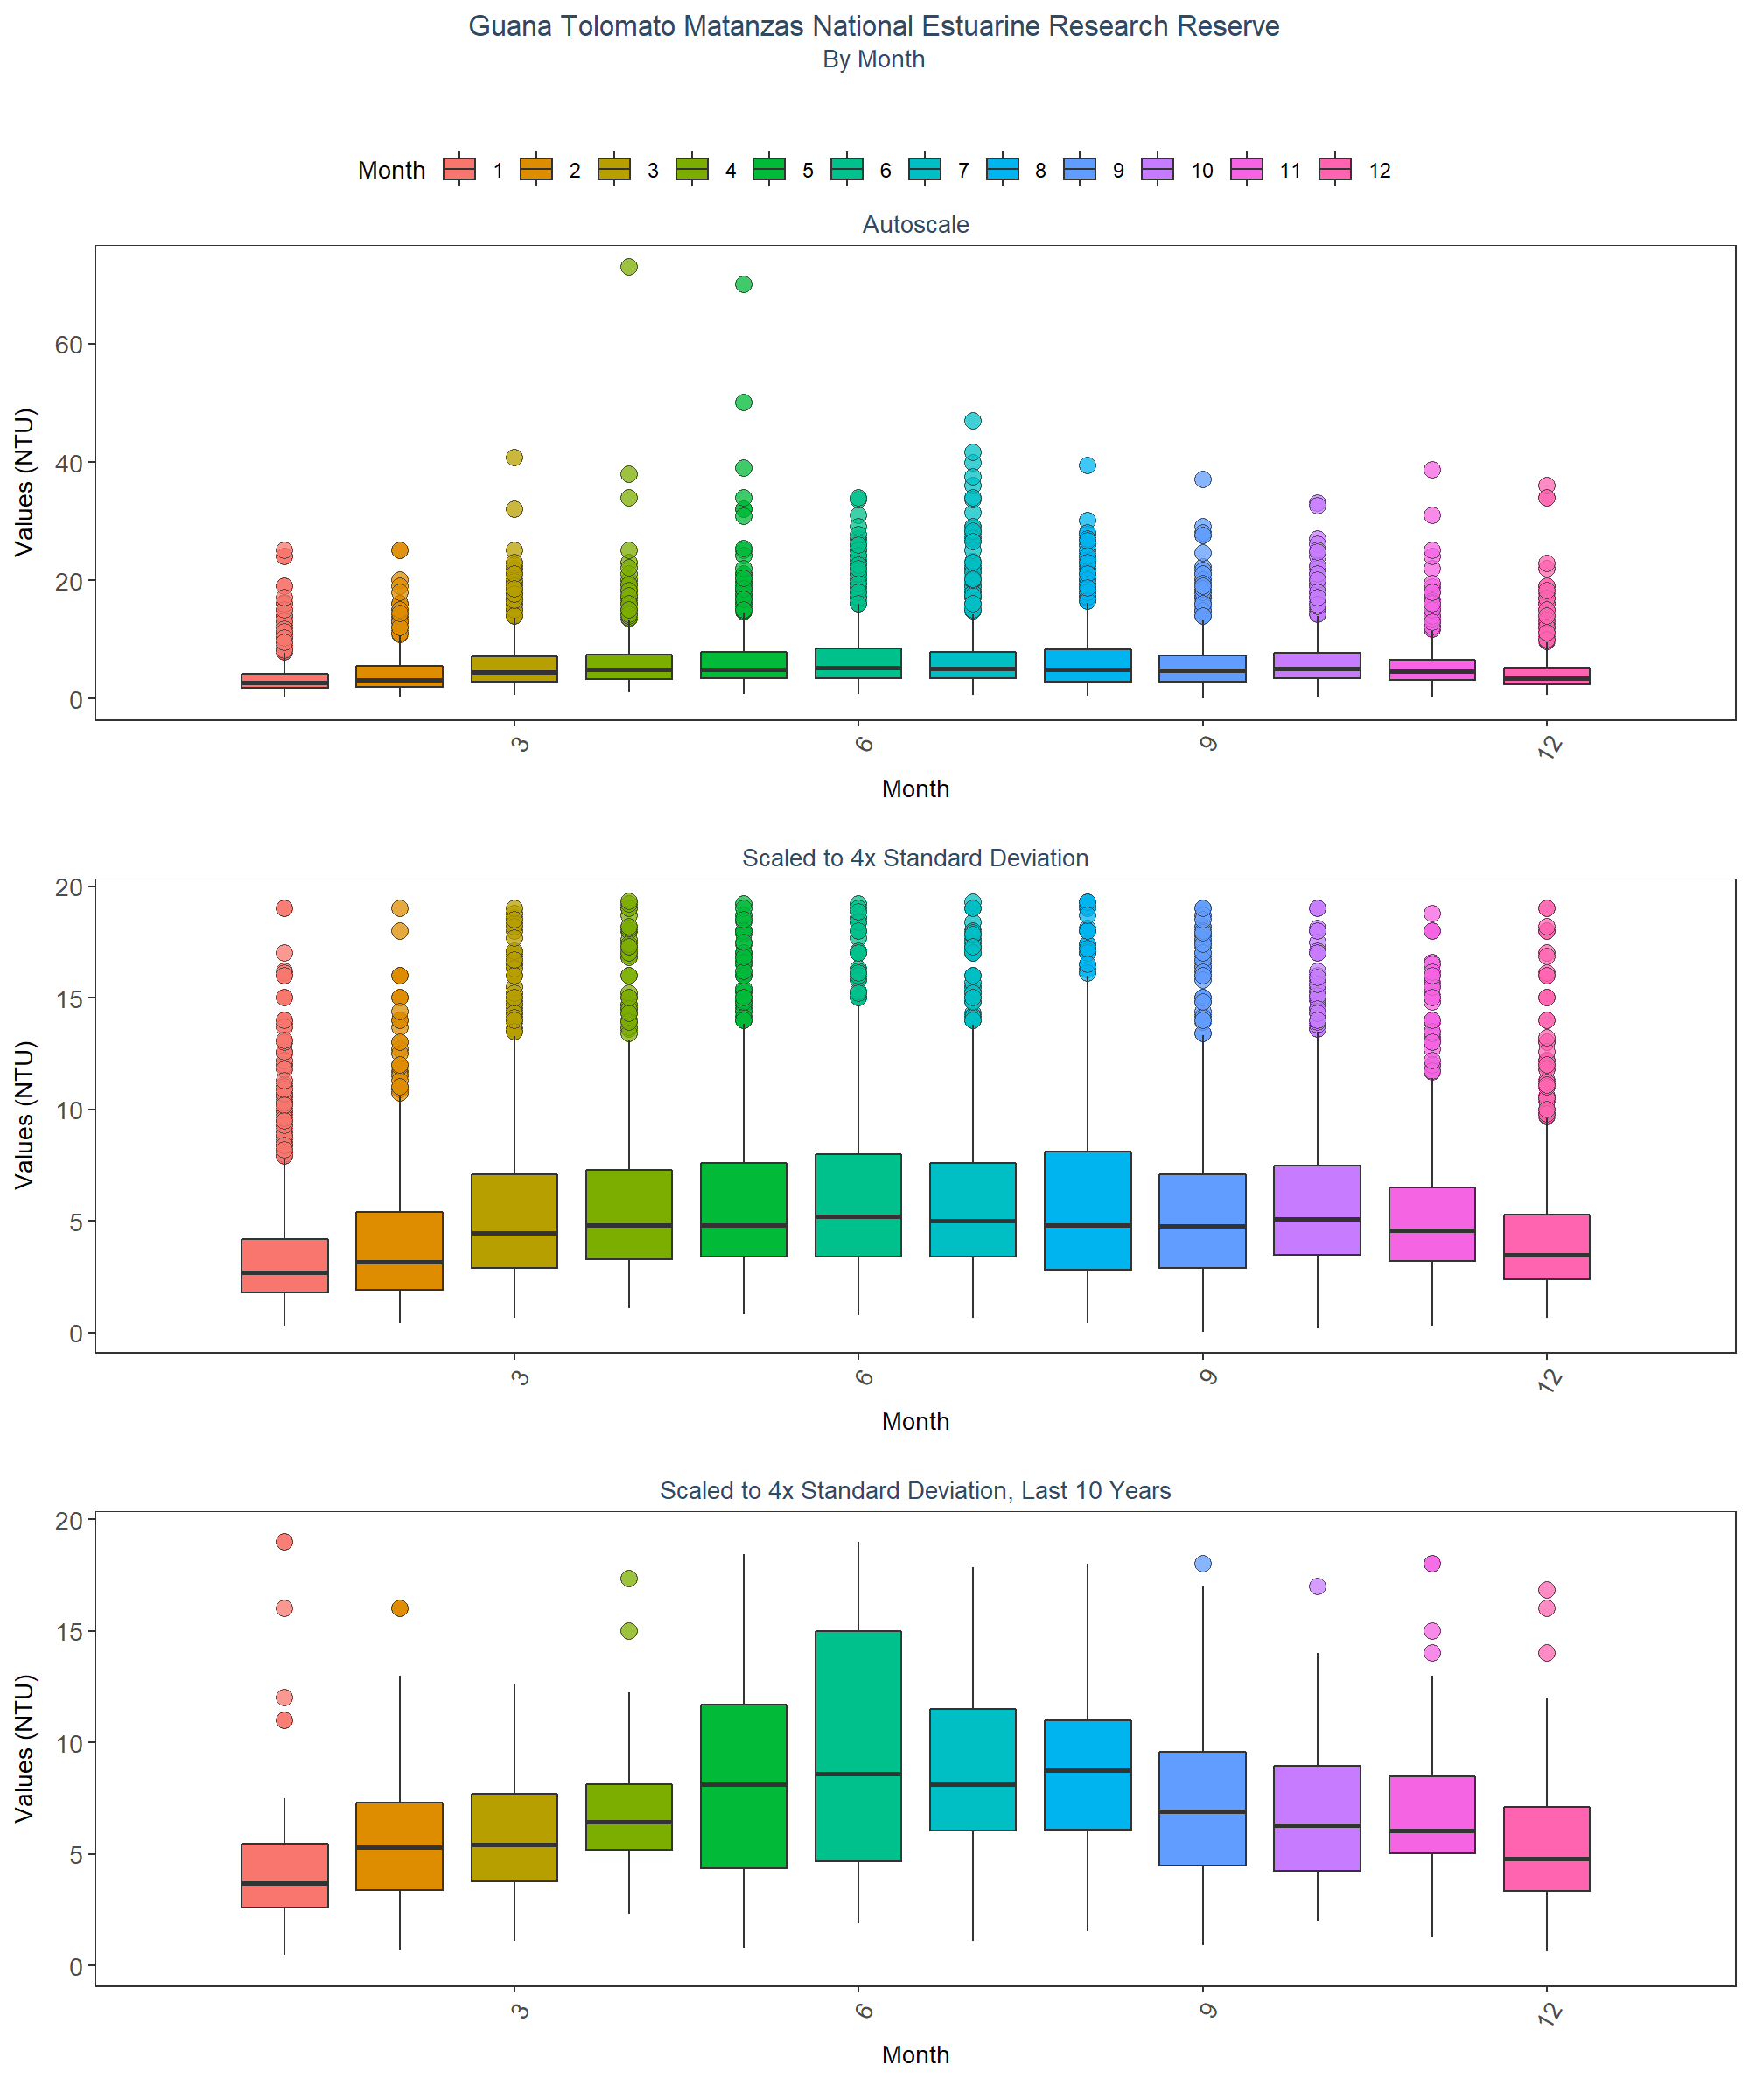 Guana Tolomato Matanzas National Estuarine Research Reserve
By Month
Month 1 2 3 4 5 6 7 8 9 10 11 12
Autoscale
Values (NTU)
60
40
20
0
3 6 9 12
Month
Scaled to 4x Standard Deviation
Values (NTU)
20
15
10
5
0
3 6 9 12
Month
Scaled to 4x Standard Deviation, Last 10 Years
Values (NTU)
20
15
10
5
0
3 6 9 12
Month